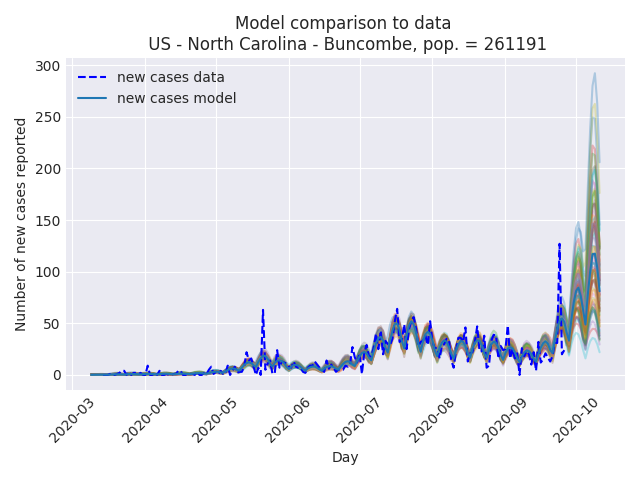 Model comparison to data
US - North Carolina - Buncombe, pop. = 261191
new cases data
new cases model
Number of new cases reported
300
250
200
150
100
50
0
2020-03
2020-04
2020-05
2020-06
2020-07
2020-08
2020-09
2020-10
Day